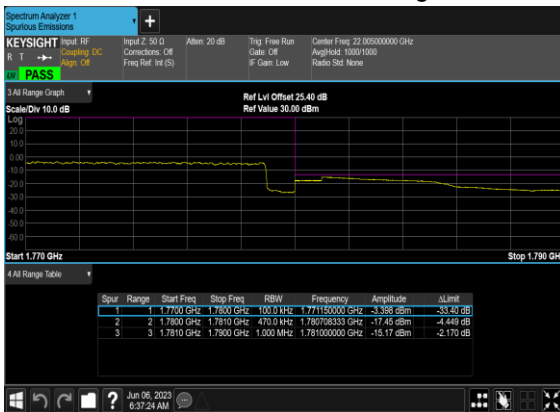 Spectrum Analyzer 1
Spurious Emissions
KEYSIGHT Input: RF Input Z: 50 Ω Atten: 20 dB Trig: Free Run Center Freq: 22.005000000 GHz
R T Coupling: DC Corrections: Off Gate: Off Avg|Hold: 1000/1000
Align: Off Freq Ref: Int (S) IF Gain: Low Radio Std: None
LV PASS
3 All Range Graph
Ref Lvl Offset 25.40 dB
Scale/Div 10.0 dB Ref Value 30.00 dBm
Log
20.0
10.0
0.00
-10.0
-20.0
-30.0
-40.0
-50.0
-60.0
Start 1.770 GHz Stop 1.790 GH
4 All Range Table
Spur Range Start Freq Stop Freq RBW Frequency Amplitude ΔLimit
1 1 1.7700 GHz 1.7800 GHz 100.0 kHz 1.771150000 GHz -3.398 dBm -33.40 dB
2 2 1.7800 GHz 1.7810 GHz 470.0 kHz 1.780708333 GHz -17.45 dBm -4.449 dB
3 3 1.7810 GHz 1.7900 GHz 1.000 MHz 1.781000000 GHz -15.17 dBm -2.170 dB
? Jun 06, 2023
6:37:24 AM